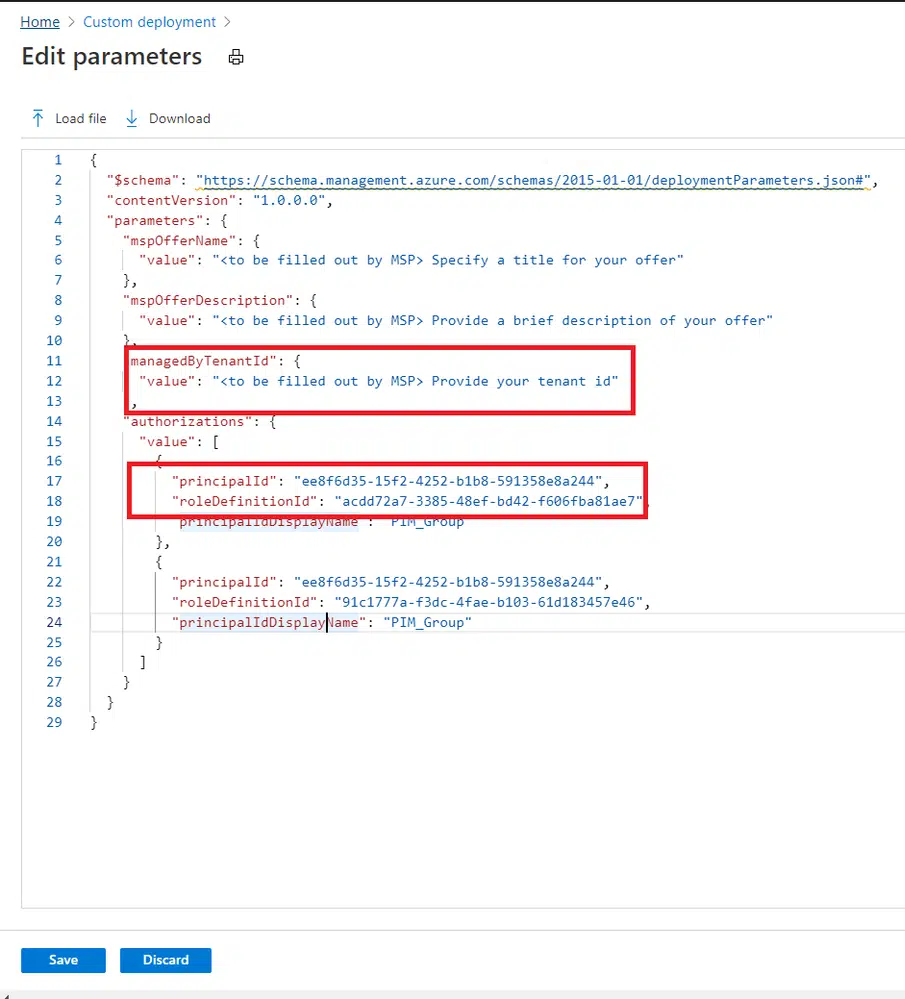 Home > Custom deployment >
Edit parameters
Load file Download
1 {
2 "$schema": "https://schema.management.azure.com/schemas/2015-01-01/deploymentParameters.json#",
3 "contentVersion": "1.0.0.0",
4 "parameters": {
5 "mspOfferName": {
6 "value": "<to be filled out by MSP> Specify a title for your offer"
7 },
8 "mspOfferDescription": {
9 "value": "<to be filled out by MSP> Provide a brief description of your offer"
10 },
11 managedByTenantId": {
12 "value": "<to be filled out by MSP> Provide your tenant id"
13 ,
14 "authorizations": {
15 "value": [
16 {
17 "principalId": "ee8f6d35-15f2-4252-b1b8-591358e8a244",
18 "roleDefinitionId": "acdd72a7-3385-48ef-bd42-f606fba81ae7",
19 "principalIdDisplayName": "PIM_Group"
20 },
21 {
22 "principalId": "ee8f6d35-15f2-4252-b1b8-591358e8a244",
23 "roleDefinitionId": "91c1777a-f3dc-4fae-b103-61d183457e46",
24 "principalIdDisplayName": "PIM_Group"
25 }
26 ]
27 }
28 }
29 }
Save Discard